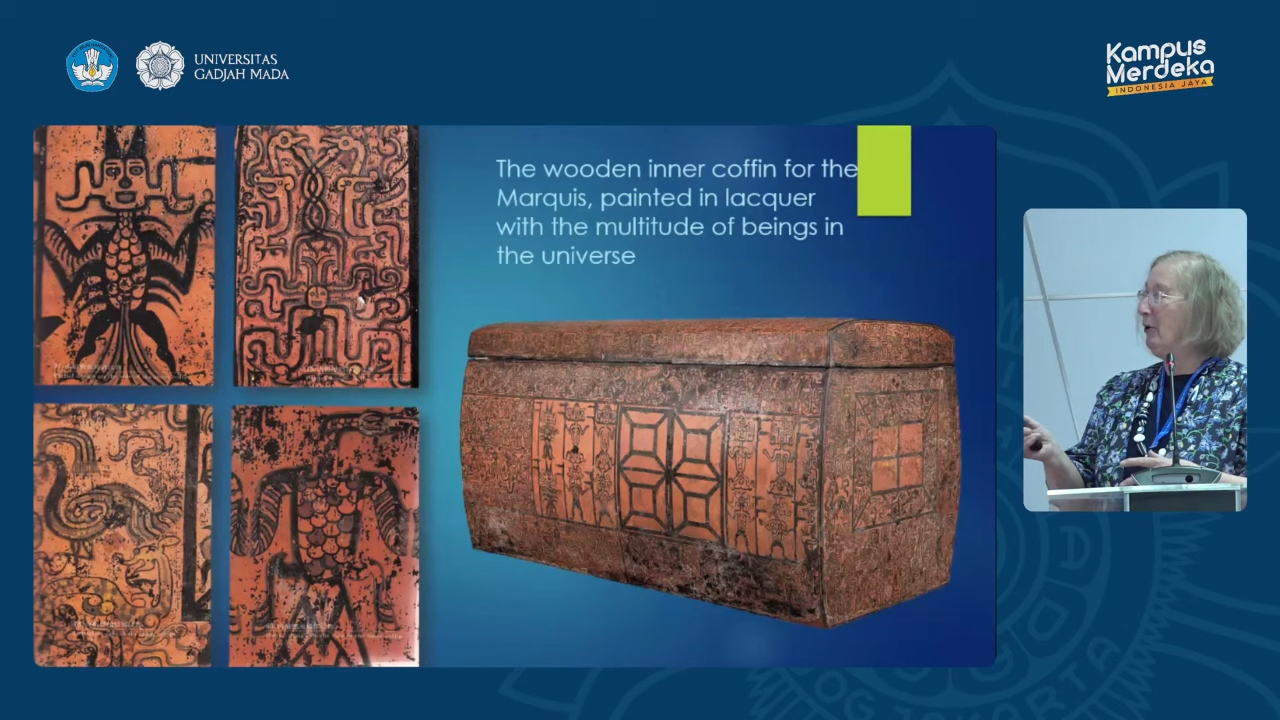 UNIVERSITAS
GADJAH MADA
Kampus
Merdeka
INDONESIA JAYA
The wooden inner coffin for the
Marquis, painted in lacquer
with the multitude of beings in
the universe